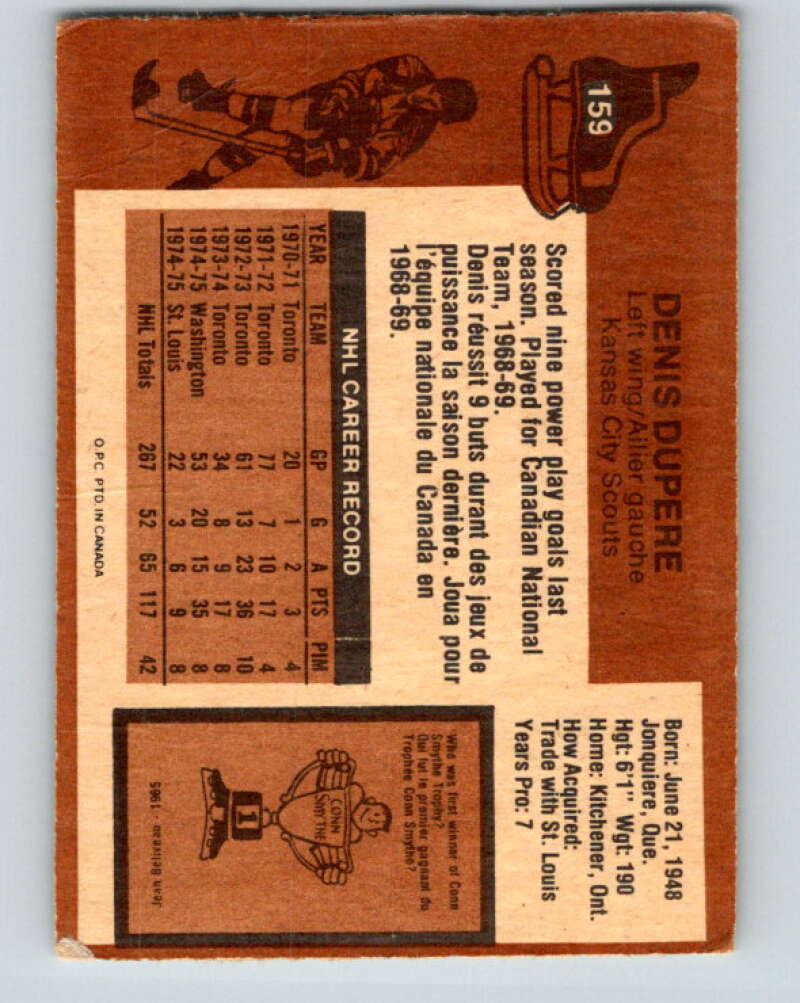 159
DENIS DUPERE
Left wing/Ailier gauche
Kansas City Scouts
Born: June 21, 1948
Jonquiere, Que.
Hgt: 6'1" Wgt: 190
Home: Kitchener, Ont.
How Acquired:
Trade with St. Louis
Years Pro: 7
Scored nine power play goals last
season. Played for Canadian National
Team, 1968-69.
Denis réussit 9 buts durant des jeux de
puissance la saison dernière. Joua pour
l'équipe nationale du Canada en
1968-69.
NHL CAREER RECORD
YEAR TEAM GP G A PTS PIM
1970-71 Toronto 20 1 2 3 4
1971-72 Toronto 77 7 10 17 4
1972-73 Toronto 61 13 23 36 10
1973-74 Toronto 34 8 9 17 8
1974-75 Washington 53 20 15 35 8
1974-75 St. Louis 22 3 6 9 8
NHL Totals 267 52 65 117 42
Who was first winner of Conn
Smythe Trophy?
Qui fut le premier gagnant du
Trophée Conn Smythe?
CONN
SMYTHE
1
Jean Beliveau - 1965
O.P.C. PTD. IN CANADA